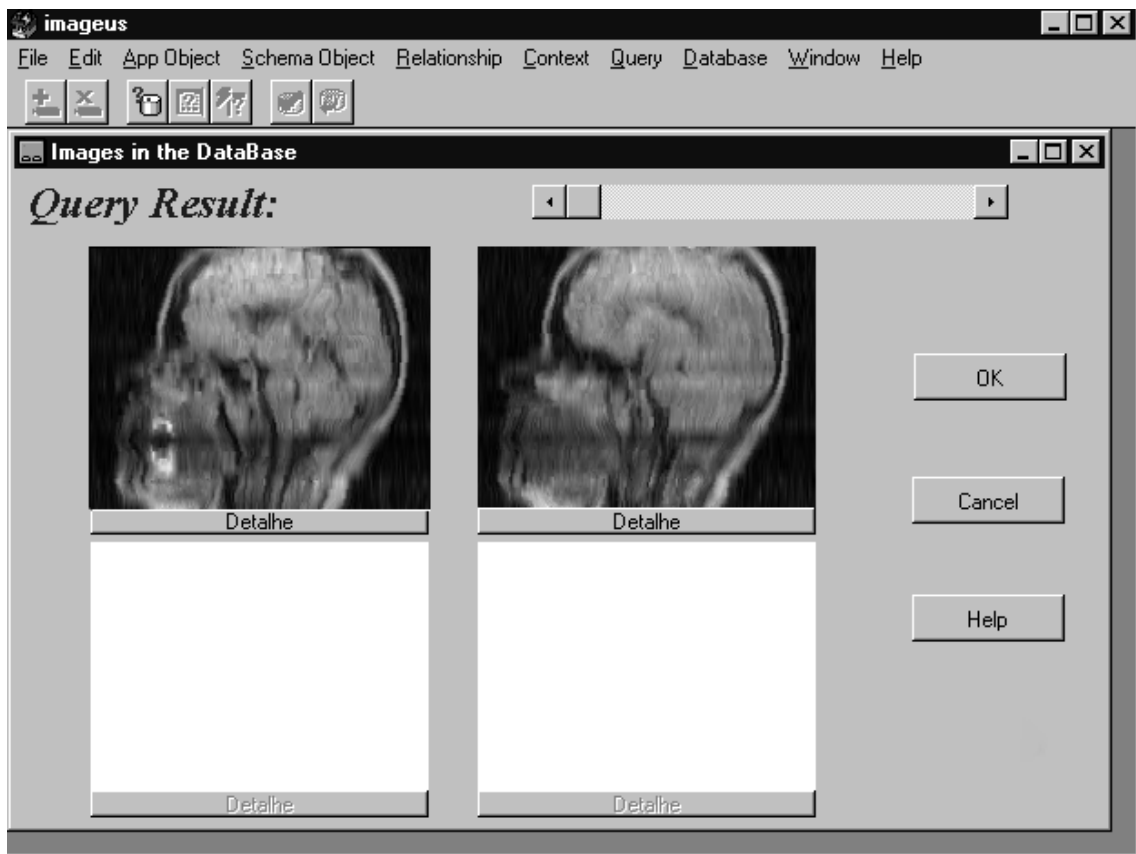 imageus
File Edit App Object Schema Object Relationship Context Query Database Window Help
Images in the DataBase
Query Result:
OK
Detalhe Detalhe
Cancel
Help
Detalhe Detalhe